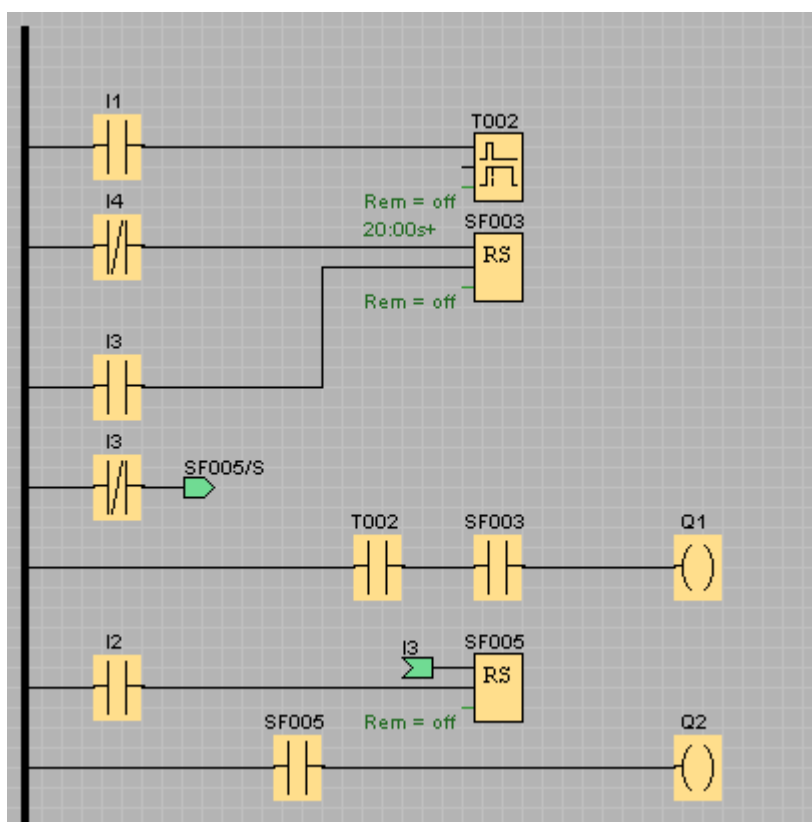 I1
T002
Rem = off
20:00s+
I4
SF003
RS
Rem = off
I3
I3
SF005/S
T002 SF003 Q1
I2
I3
SF005
RS
Rem = off
SF005 Q2